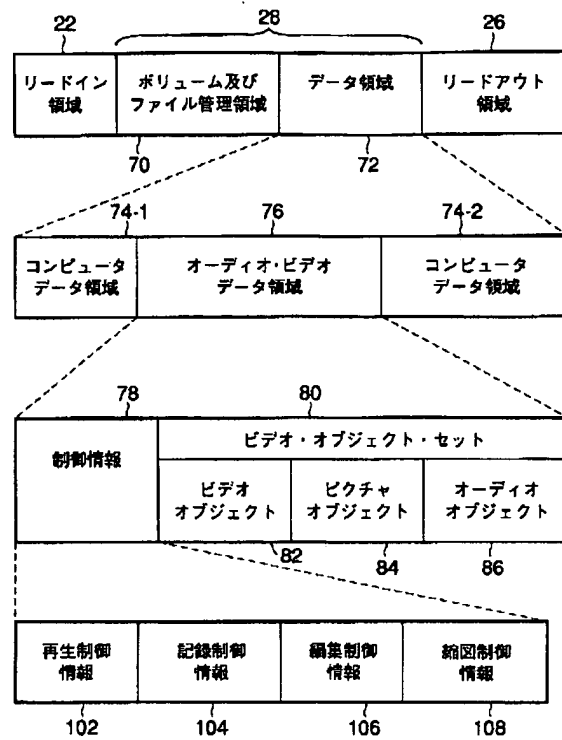 22
28
26
リードイン
領域
ボリューム及び
ファイル管理領域
データ領域
リードアウト
領域
70
72
74-1
76
74-2
コンピュータ
データ領域
オーディオ・ビデオ
データ領域
コンピュータ
データ領域
78
80
制御情報
ビデオ・オブジェクト・セット
ビデオ
オブジェクト
ピクチャ
オブジェクト
オーディオ
オブジェクト
82
84
86
再生制御
情報
記録制御
情報
編集制御
情報
縮図制御
情報
102
104
106
108